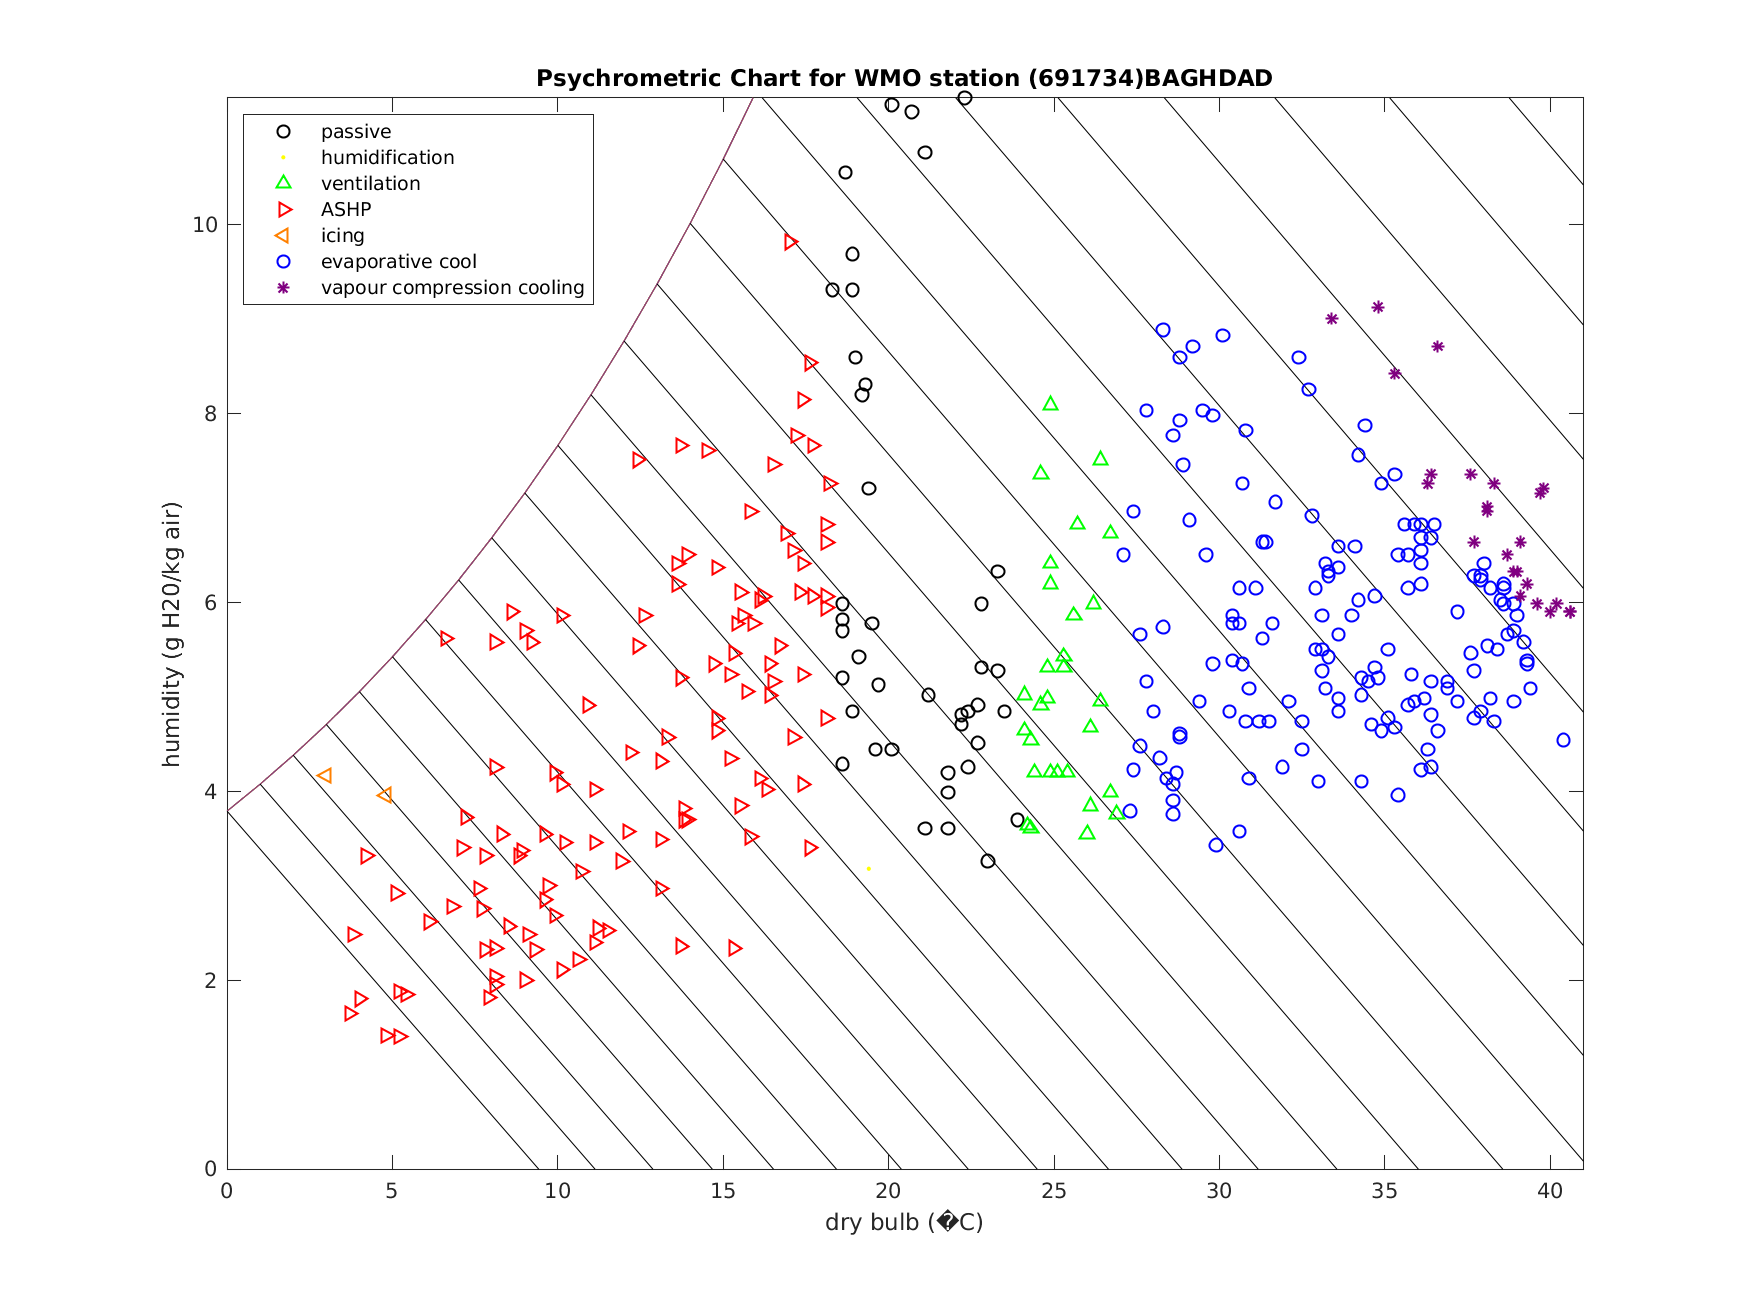 Psychrometric Chart for WMO station (691734)BAGHDAD
passive
humidification
ventilation
ASHP
icing
evaporative cool
vapour compression cooling
humidity (g H20/kg air)
10
8
6
4
2
0
0 5 10 15 20 25 30 35 40
dry bulb (�C)